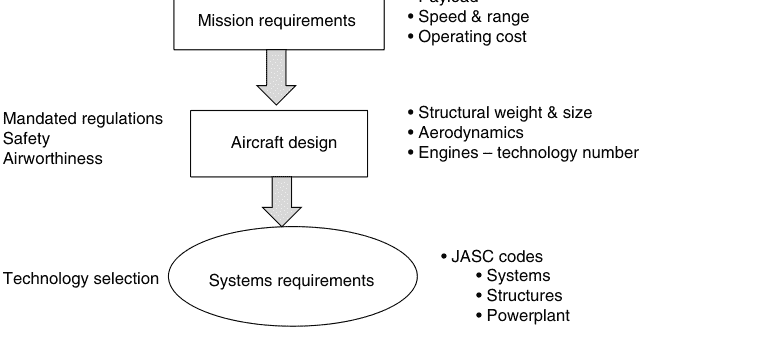 Payload
Mission requirements
• Speed & range
• Operating cost
Mandated regulations
Safety
Airworthiness
Aircraft design
• Structural weight & size
• Aerodynamics
• Engines – technology number
Technology selection
Systems requirements
• JASC codes
• Systems
• Structures
• Powerplant